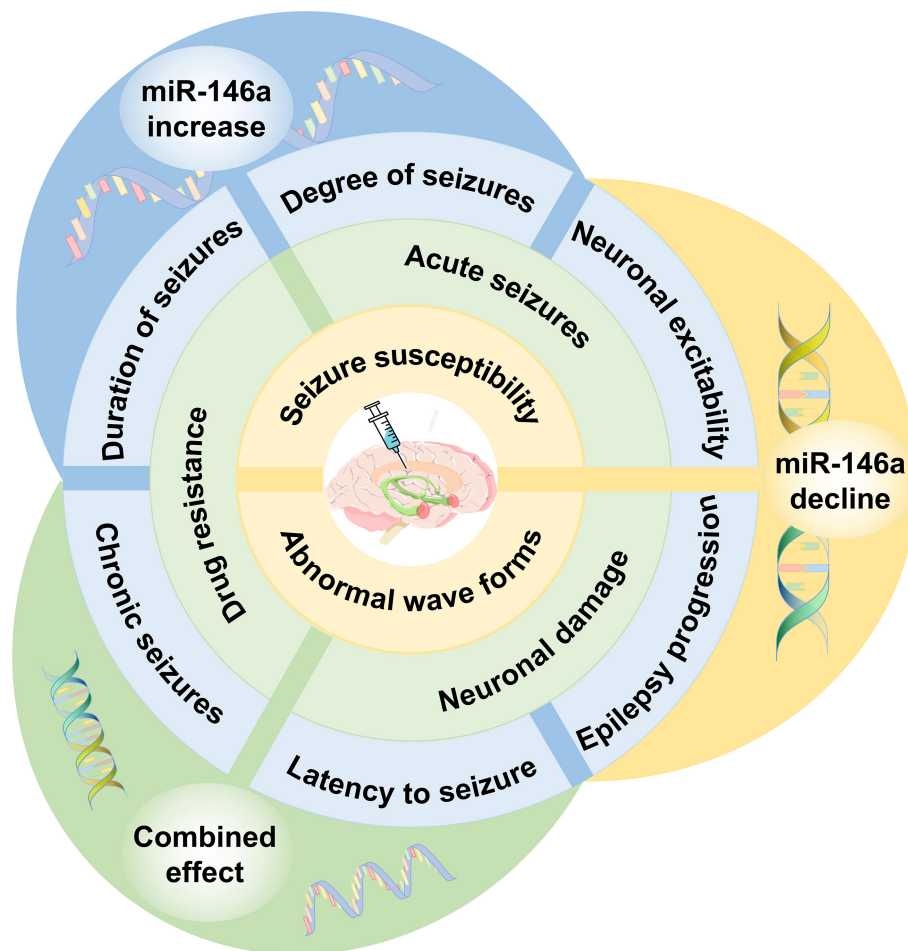 miR-146a
increase
Degree of seizures
Neuronal excitability
Duration of seizures
Acute seizures
Seizure susceptibility
Drug resistance
miR-146a
decline
Abnormal wave forms
Chronic seizures
Neuronal damage
Epilepsy progression
Latency to seizure
Combined
effect